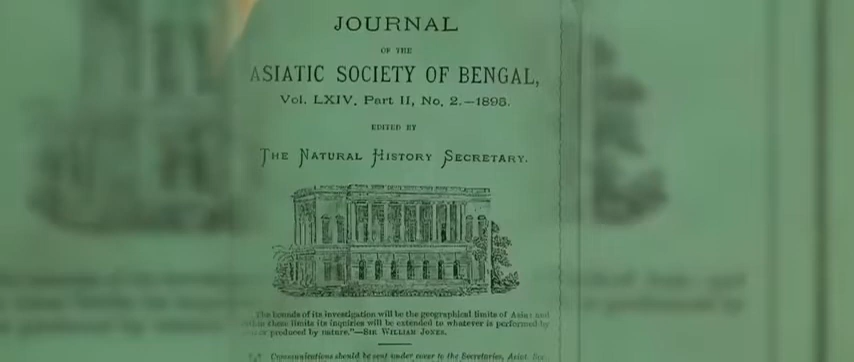 JOURNAL
OF THE
ASIATIC SOCIETY OF BENGAL,
Vol. LXIV, Part II, No. 2.—1895.
EDITED BY
THE NATURAL HISTORY SECRETARY.
The bounds of its investigation will be the geographical limits of Asia: and
these limits its inquiries will be extended to whatever is performed by
produced by nature."—SIR WILLIAM JONES.
Communications should be sent under cover to the Secretaries, Asiat. Soc.